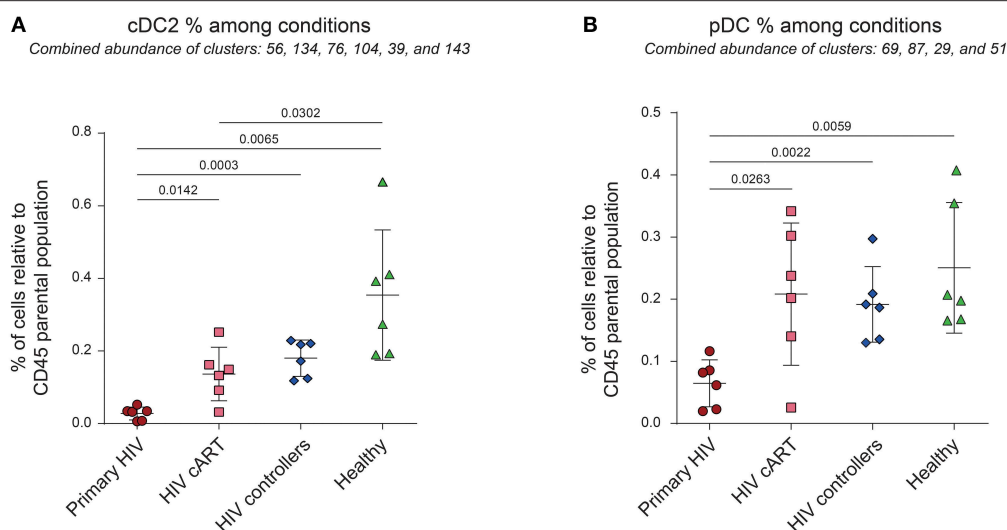 A
cDC2 % among conditions
Combined abundance of clusters: 56, 134, 76, 104, 39, and 143
0.0302
0.0065
0.0003
0.0142
0.8
0.6
0.4
0.2
0.0
% of cells relative to
CD45 parental population
Primary HIV
HIV cART
HIV controllers
Healthy
B
pDC % among conditions
Combined abundance of clusters: 69, 87, 29, and 51
0.0059
0.0022
0.0263
0.5
0.4
0.3
0.2
0.1
0.0
% of cells relative to
CD45 parental population
Primary HIV
HIV cART
HIV controllers
Healthy